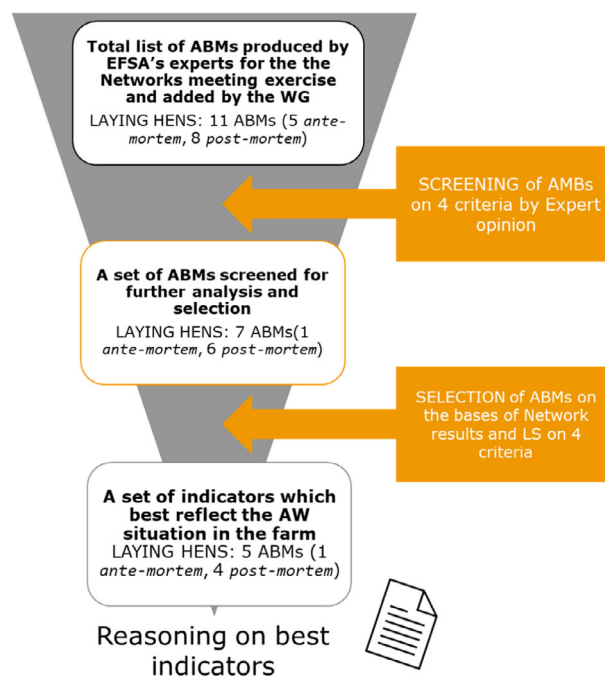 Total list of ABMs produced by
EFSA's experts for the the
Networks meeting exercise
and added by the WG
LAYING HENS: 11 ABMs (5 ante-
mortem, 8 post-mortem)
SCREENING of AMBs
on 4 criteria by Expert
opinion
A set of ABMs screened for
further analysis and
selection
LAYING HENS: 7 ABMs(1
ante-mortem, 6 post-mortem)
SELECTION of ABMs on
the bases of Network
results and LS on 4
criteria
A set of indicators which
best reflect the AW
situation in the farm
LAYING HENS: 5 ABMs (1
ante-mortem, 4 post-mortem)
Reasoning on best
indicators